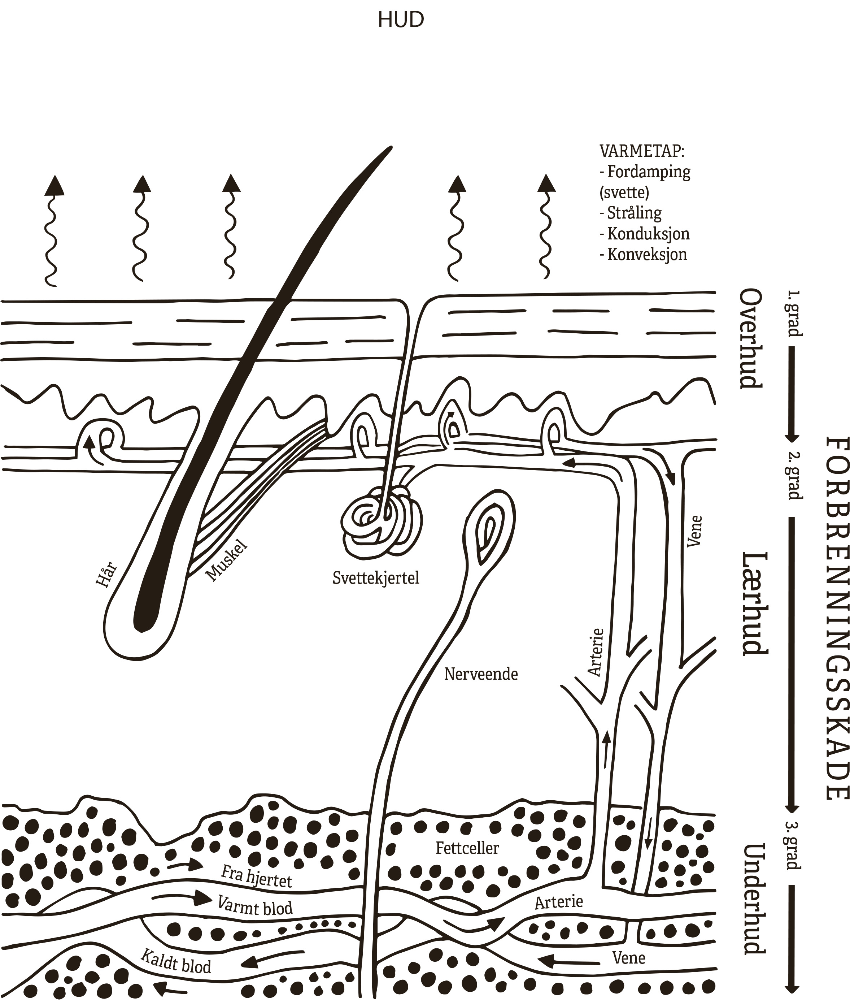 HUD
VARMETAP:
- Fordamping
(svette)
- Stråling
- Konduksjon
- Konveksjon
Overhud
1. grad
2. grad
FORBRENNINGSSKADE
Vene
Muskel
Hår
Svettekjertel
Lærhud
Arterie
Nerveende
3. grad
Underhud
Fettceller
Fra hjertet
Varmt blod
Arterie
Kaldt blod
Vene